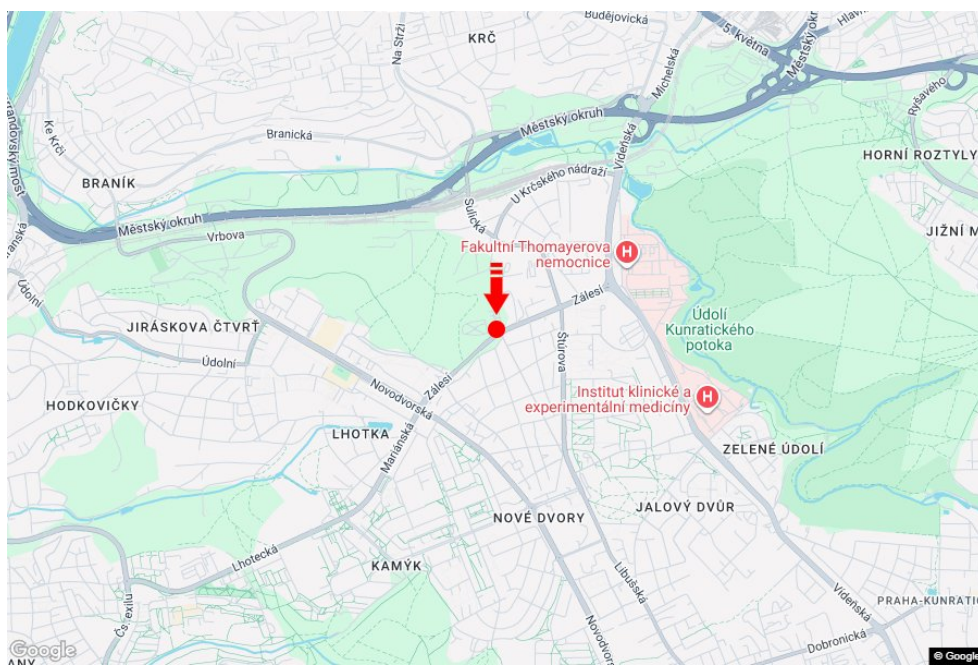 Budějovická
KRČ
Na Strži
5. května
Městský okruh
Hlav
Michelská
Ryšavého
Ke Krči
Branická
Městský okruh
Vídeňská
HORNÍ ROZTYLY
BRANÍK
U Krčského nádraží
Sulická
Městský okruh
Vrbova
JIŽNÍ M
Fakultní Thomayerova
nemocnice
H
Zálesí
Údolní
JIRÁSKOVA ČTVRŤ
Údolí
Kunratického
potoka
Štúrova
Údolní
Zálesí
Novodvorská
Institut klinické a
experimentální medicíny
H
HODKOVIČKY
LHOTKA
Mariánská
ZELENÉ ÚDOLÍ
NOVÉ DVORY
JALOVÝ DVŮR
Lhotecká
KAMÝK
Libušská
Vídeňská
PRAHA-KUNRATIC
Čs. exilu
Novodvo
Dobronická
Google
ANY
© Google